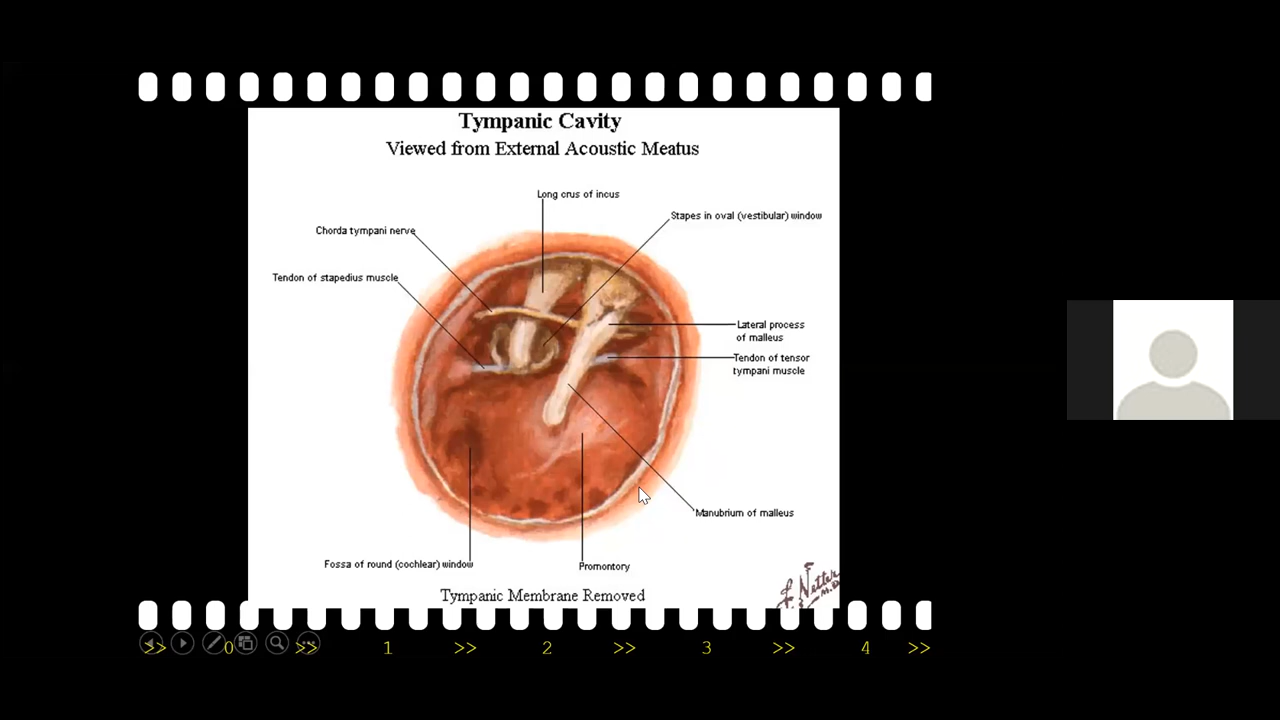 Tympanic Cavity
Viewed from External Acoustic Meatus
Long crus of incus
Stapes in oval (vestibular) window
Chorda tympani nerve
Tendon of stapedius muscle
Lateral process
of malleus
Tendon of tensor
tympani muscle
Manubrium of malleus
Fossa of round (cochlear) window
Promontory
Tympanic Membrane Removed
F. Netter
M.D.
>> 0 >> 1 >> 2 >> 3 >> 4 >>